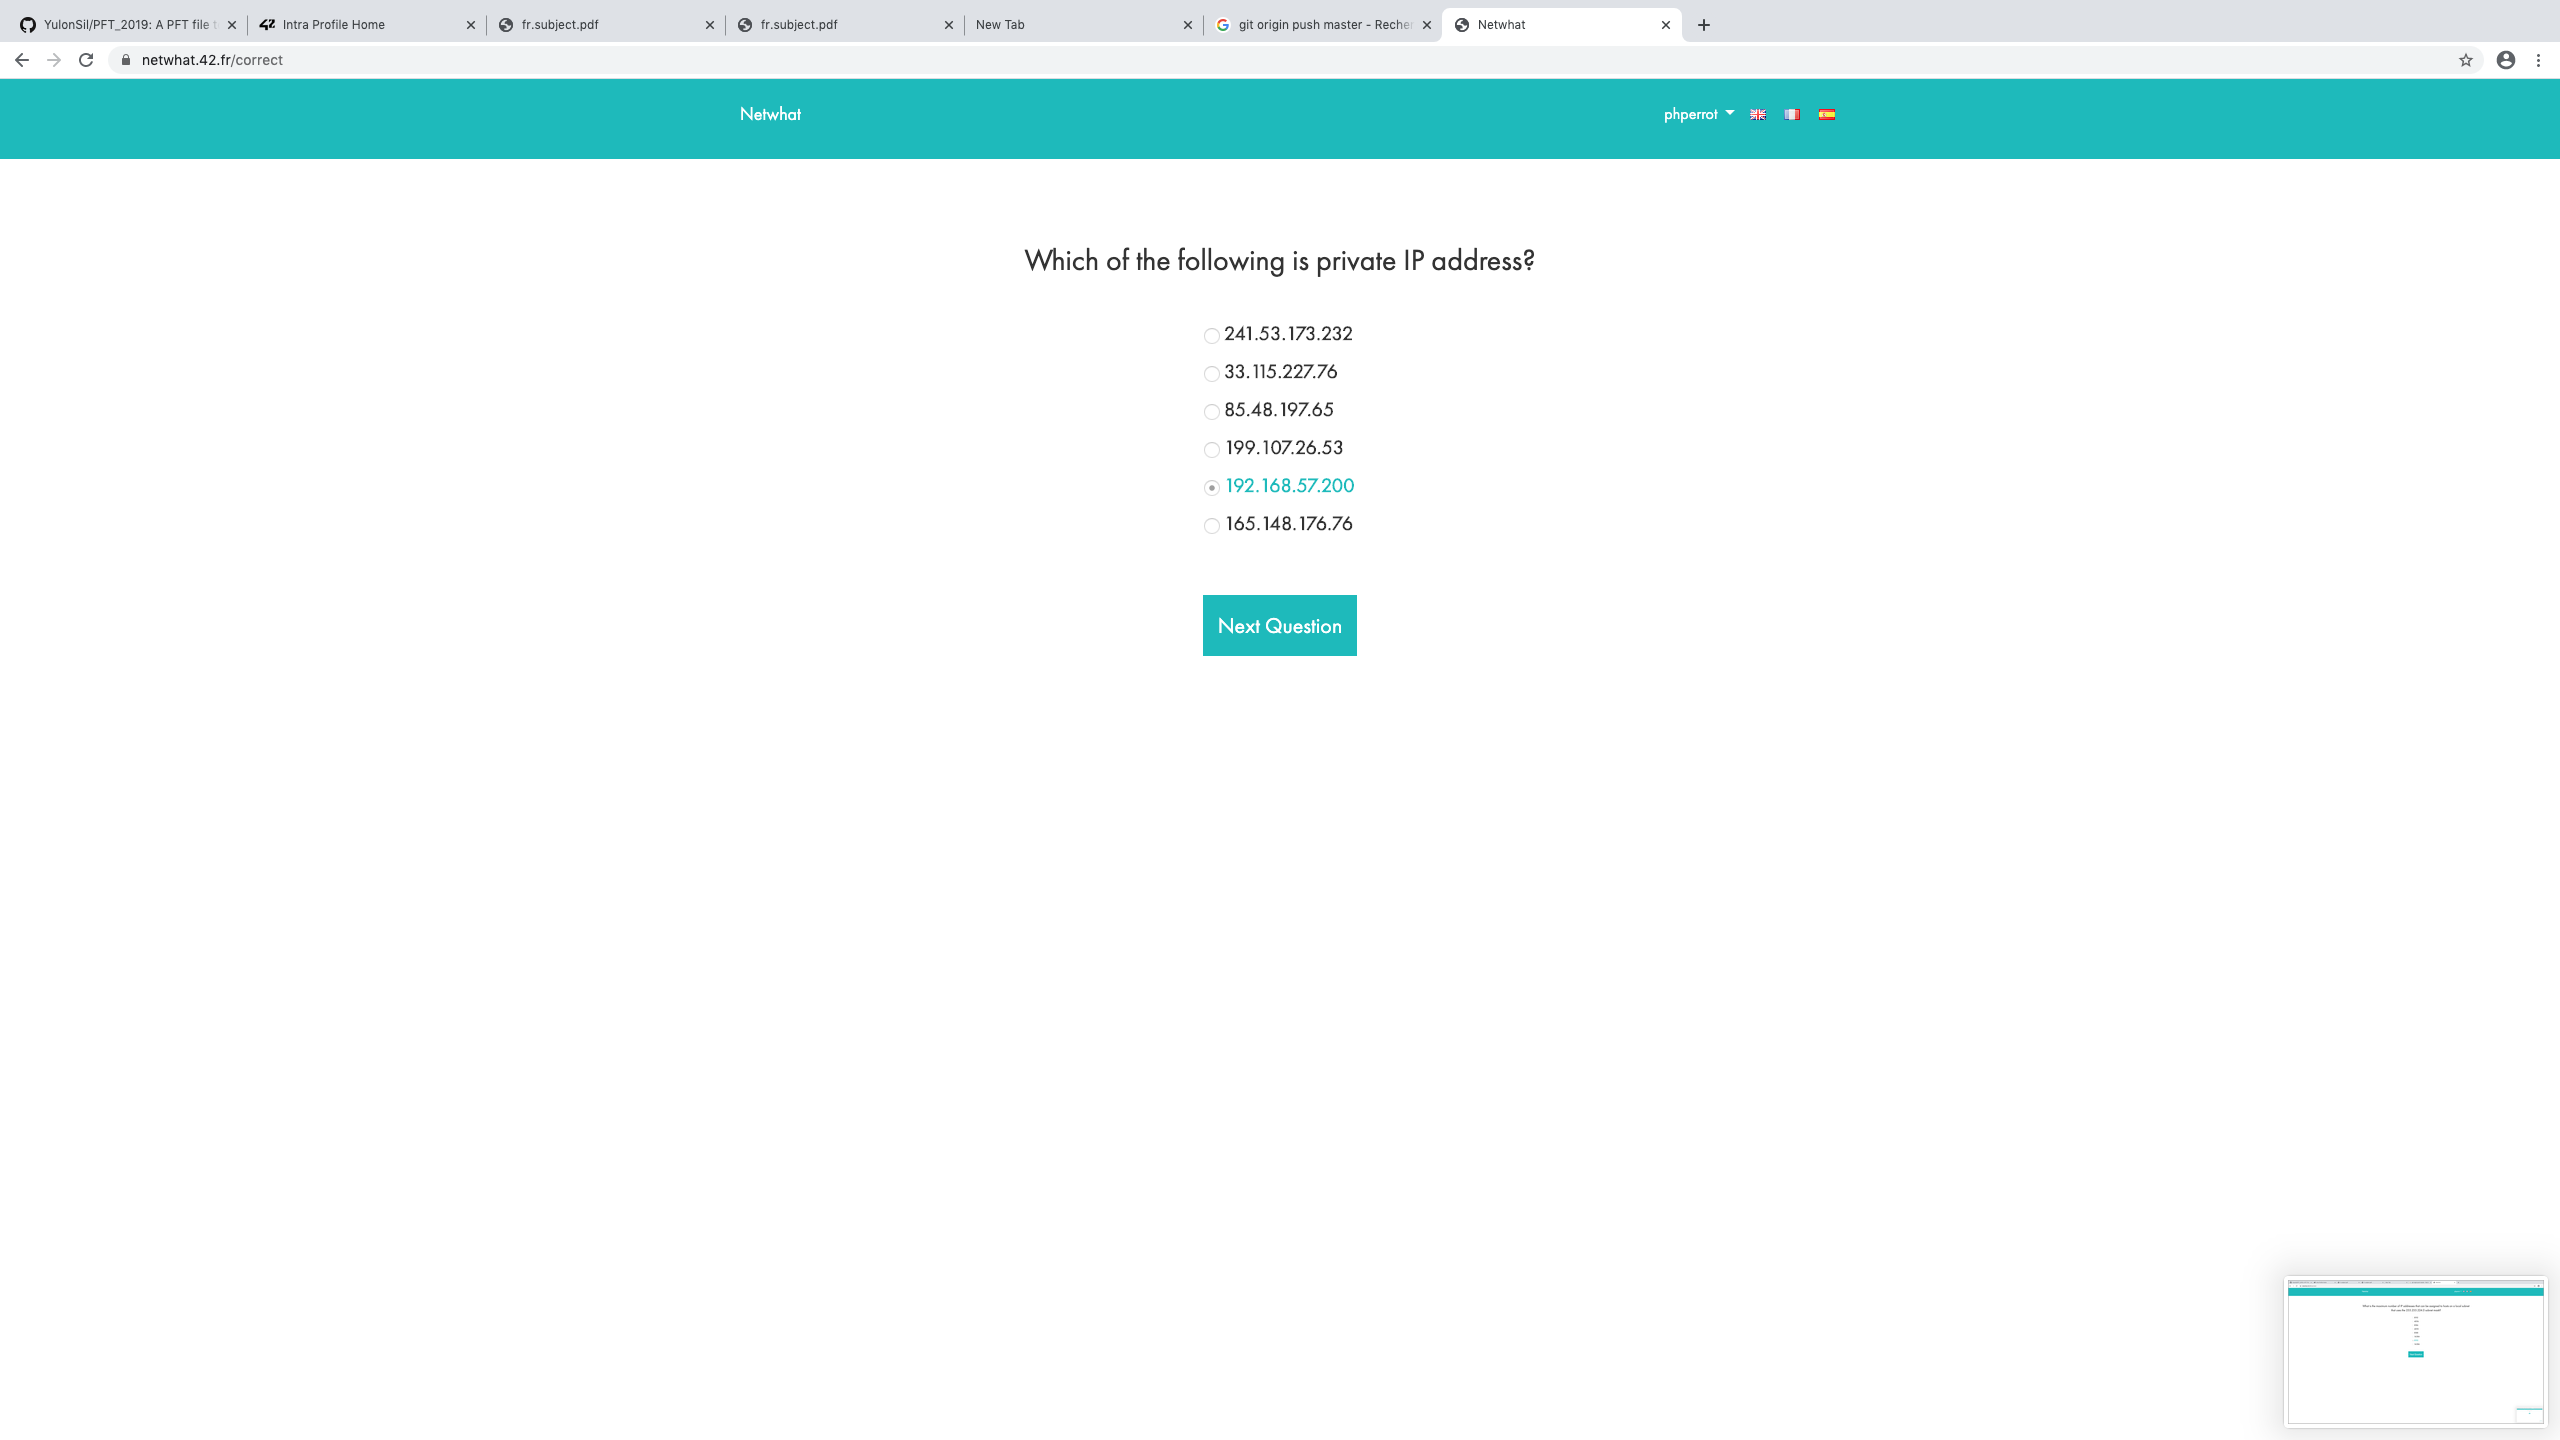 YulonSil/PFT_2019: A PFT file t
Intra Profile Home
fr.subject.pdf
fr.subject.pdf
New Tab
git origin push master - Recher
Netwhat
netwhat.42.fr/correct
Netwhat
phperrot
Which of the following is private IP address?
241.53.173.232
33.115.227.76
85.48.197.65
199.107.26.53
192.168.57.200
165.148.176.76
Next Question